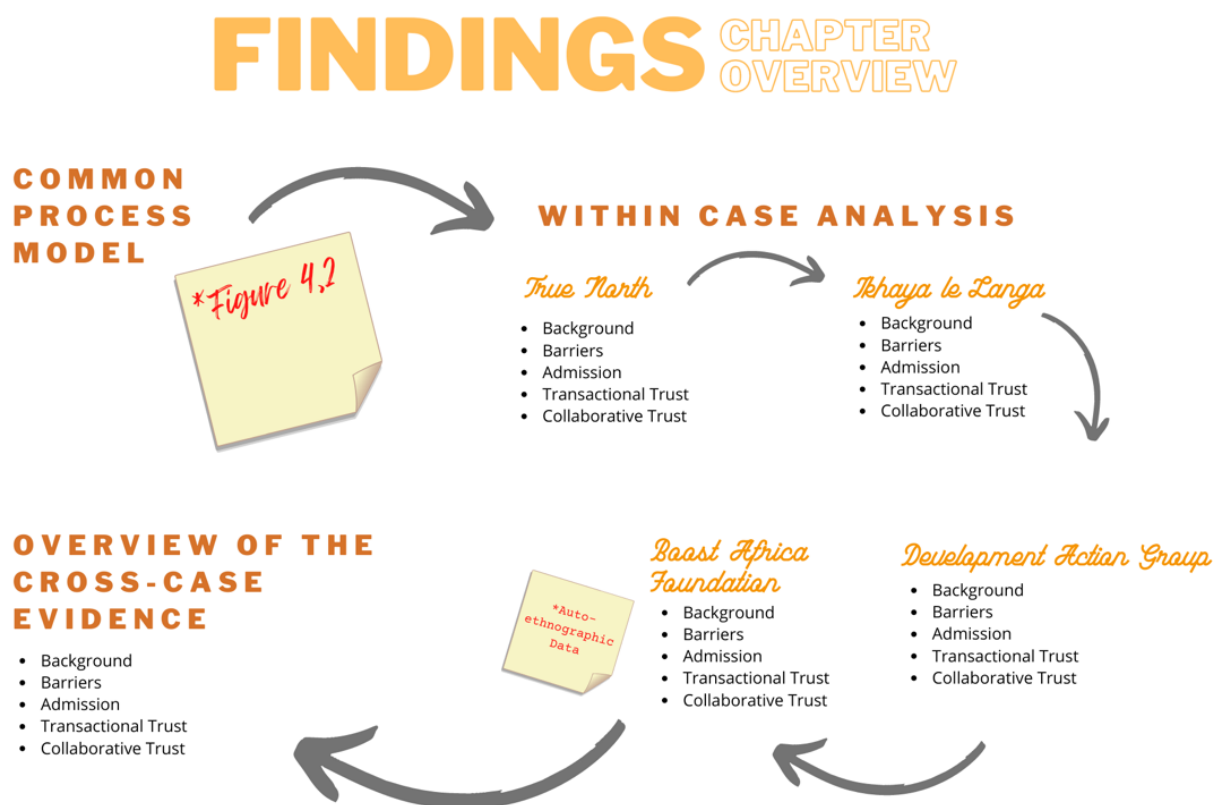 FINDINGS
CHAPTER
OVERVIEW
COMMON
PROCESS
MODEL
*Figure 4.2
WITHIN CASE ANALYSIS
True North
• Background
• Barriers
• Admission
• Transactional Trust
• Collaborative Trust
Ikhaya le Langa
• Background
• Barriers
• Admission
• Transactional Trust
• Collaborative Trust
Development Action Group
• Background
• Barriers
• Admission
• Transactional Trust
• Collaborative Trust
Boost Africa
Foundation
• Background
• Barriers
• Admission
• Transactional Trust
• Collaborative Trust
*Auto-
ethnographic
Data
OVERVIEW OF THE
CROSS-CASE
EVIDENCE
• Background
• Barriers
• Admission
• Transactional Trust
• Collaborative Trust